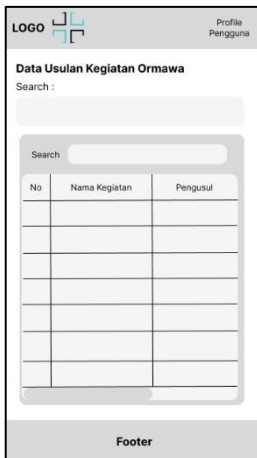 LOGO
Profile
Pengguna
Data Usulan Kegiatan Ormawa
Search :
Search
No Nama Kegiatan Pengusul
Footer